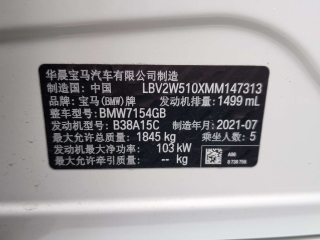 华晨宝马汽车有限公司制造
制造国：中国 LBV2W510XMM147313
品牌：宝马(BMW)牌 发动机排量：1499 mL
整车型号：BMW7154GB
发动机型号：B38A15C 制造年月：2021-07
最大允许总质量：1845 kg 乘坐人数：5
发动机最大净功率：103 kW
最大允许牵引质量：-- kg